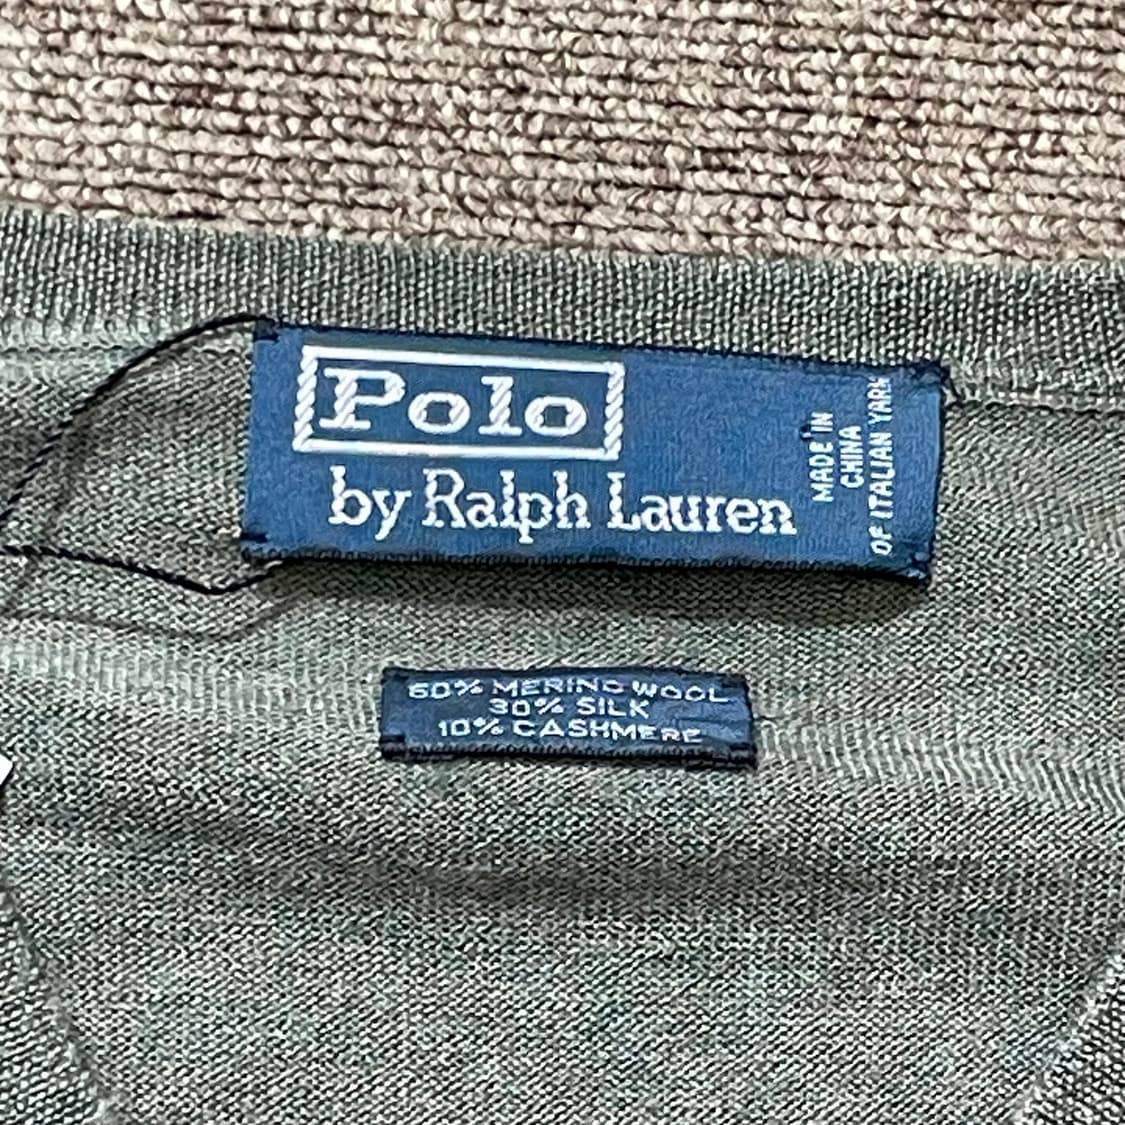 Polo
by Ralph Lauren
MADE IN
CHINA
OF ITALIAN YARN
60% MERINO WOOL
30% SILK
10% CASHMERE